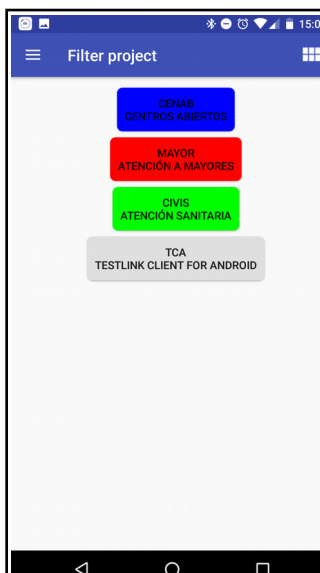 15:0
Filter project
CENAB
CENTROS ABIERTOS
MAYOR
ATENCIÓN A MAYORES
CIVIS
ATENCIÓN SANITARIA
TCA
TESTLINK CLIENT FOR ANDROID